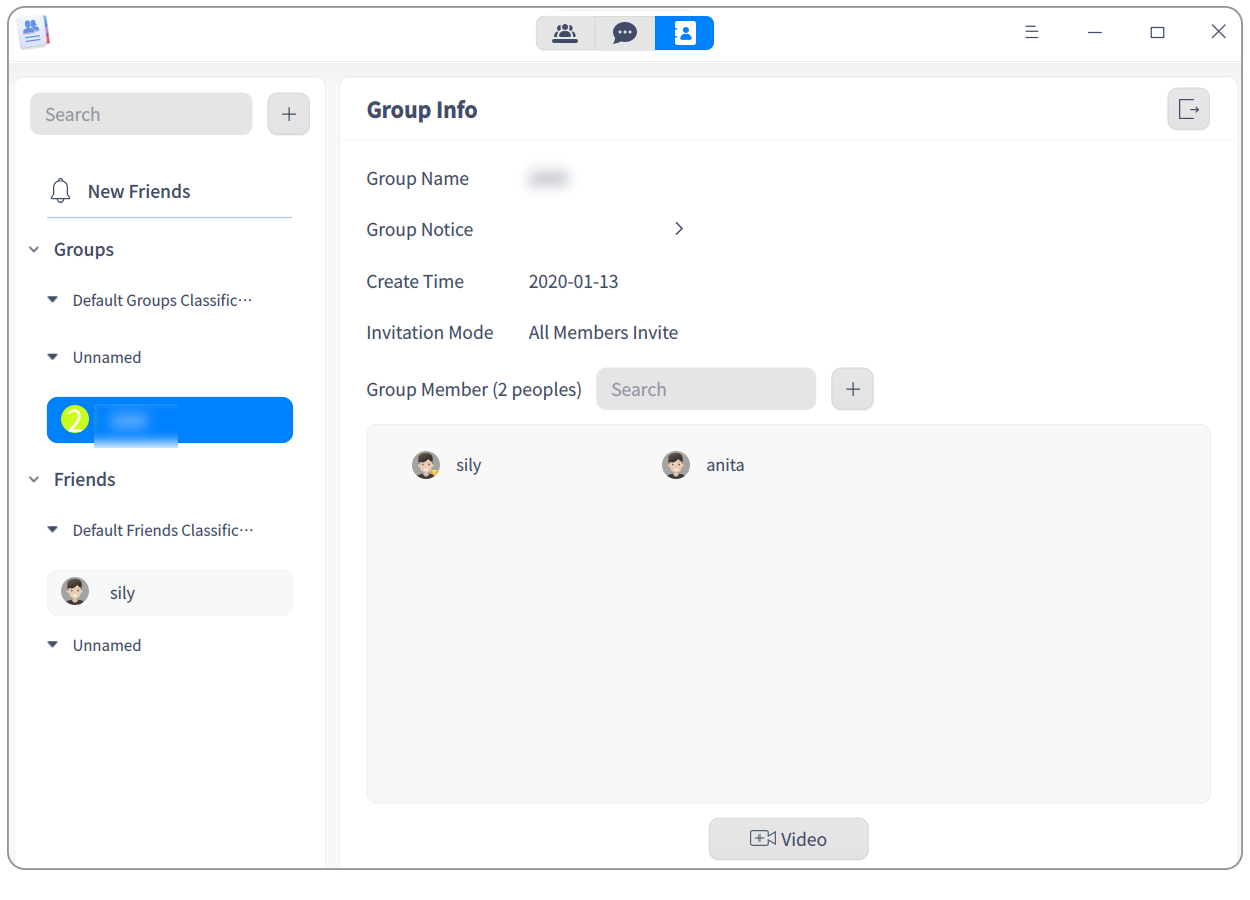 Search
New Friends
Groups
Default Groups Classific···
Unnamed
2
Friends
Default Friends Classific···
sily
Unnamed
Group Info
Group Name
Group Notice
Create Time 2020-01-13
Invitation Mode All Members Invite
Group Member (2 peoples) Search
sily anita
Video